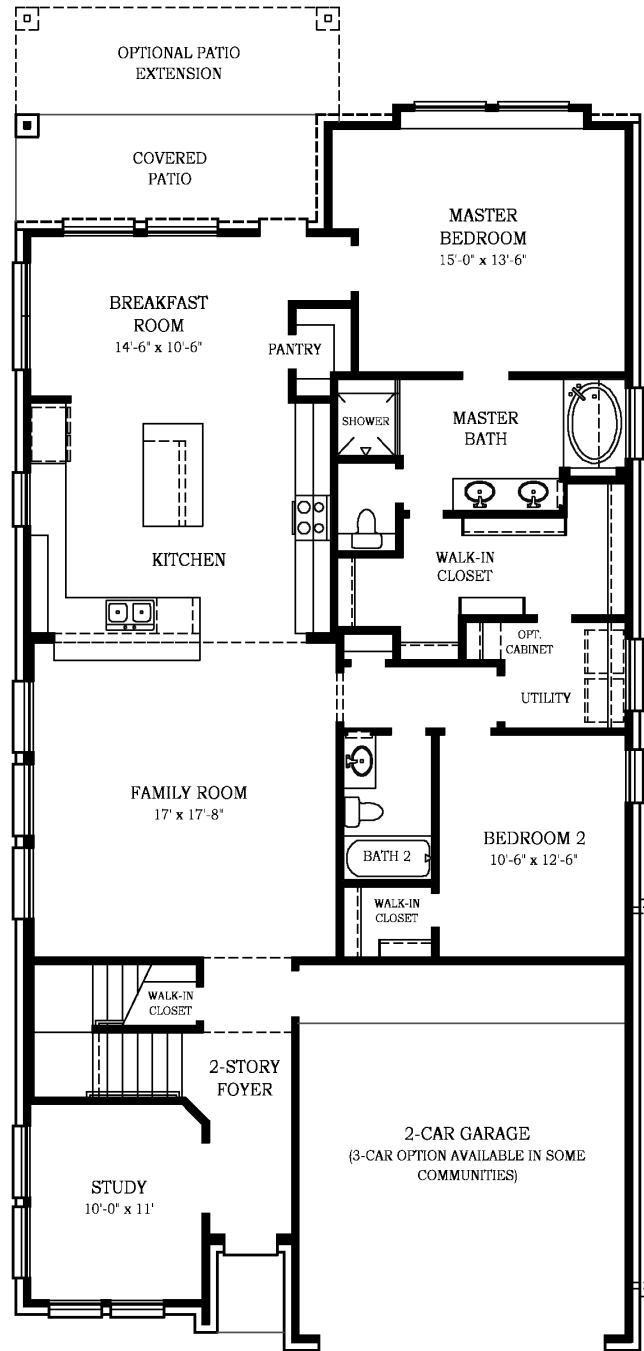 OPTIONAL PATIO
EXTENSION
COVERED
PATIO
MASTER
BEDROOM
15'-0" x 13'-6"
BREAKFAST
ROOM
14'-6" x 10'-6"
PANTRY
SHOWER
MASTER
BATH
KITCHEN
WALK-IN
CLOSET
OPT.
CABINET
UTILITY
FAMILY ROOM
17' x 17'-8"
BEDROOM 2
10'-6" x 12'-6"
BATH 2
WALK-IN
CLOSET
WALK-IN
CLOSET
2-STORY
FOYER
2-CAR GARAGE
(3-CAR OPTION AVAILABLE IN SOME
COMMUNITIES)
STUDY
10'-0" x 11'